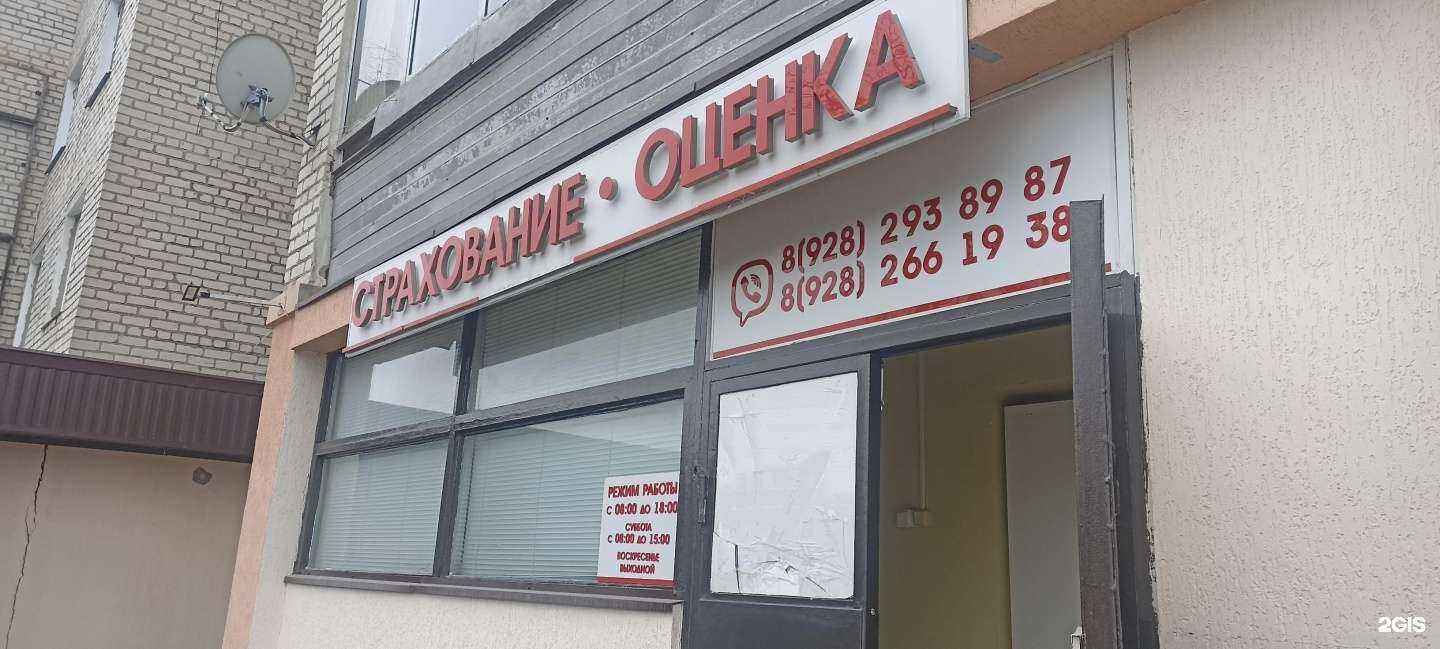 СТРАХОВАНИЕ • ОЦЕНКА
8(928) 293 89 87
8(928) 266 19 38
РЕЖИМ РАБОТЫ
С 08:00 ДО 18:00
СУББОТА
С 08:00 ДО 15:00
ВОСКРЕСЕНЬЕ
ВЫХОДНОЙ
2GIS